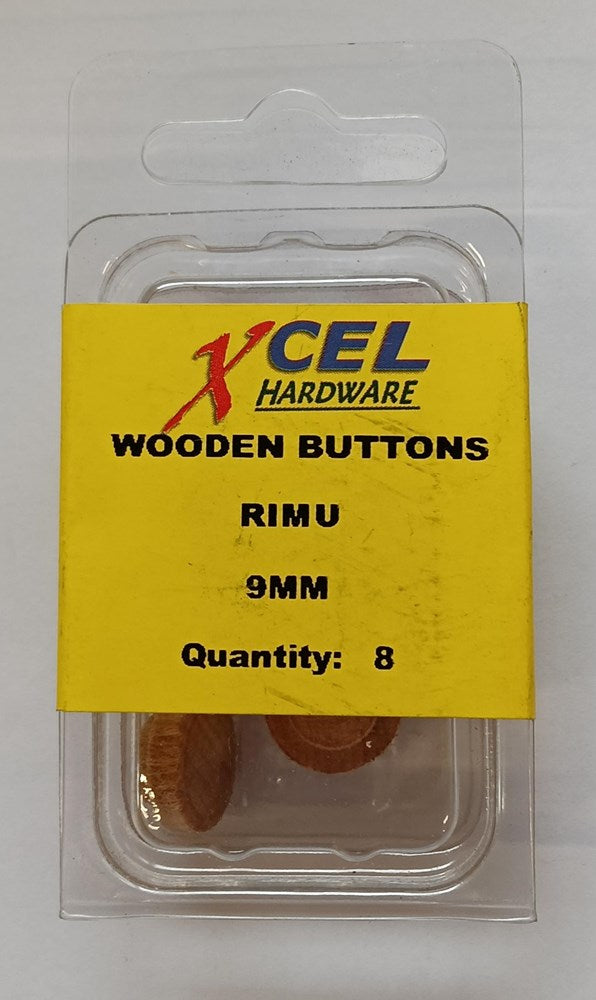 XCEL
HARDWARE
WOODEN BUTTONS
RIMU
9MM
Quantity: 8